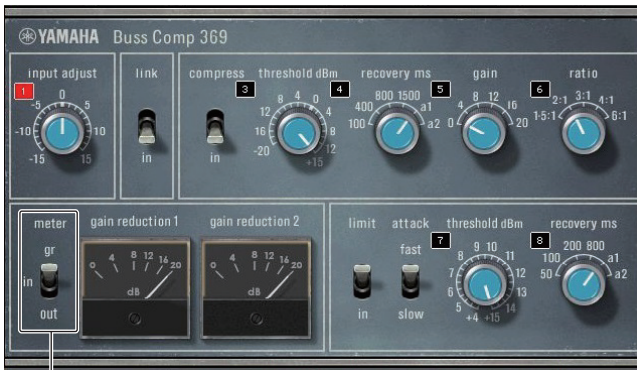 YAMAHA Buss Comp 369
input adjust
1
-15 -10 -5 0 5 10 15
link
in
compress
in
3
threshold dBm
-20 16 12 8 4 0 4 8 12 +15
4
recovery ms
100 400 800 1500 a1 a2
5
gain
0 4 8 12 16 20
6
ratio
1·5:1 2:1 3:1 4:1 6:1
meter
gr
in
out
gain reduction 1
0 4 8 12 16 20
dB
gain reduction 2
0 4 8 12 16 20
dB
limit
in
attack
fast
slow
7
threshold dBm
+4 5 6 7 8 9 10 11 12 13 14 +15
8
recovery ms
50 100 200 800 a1 a2